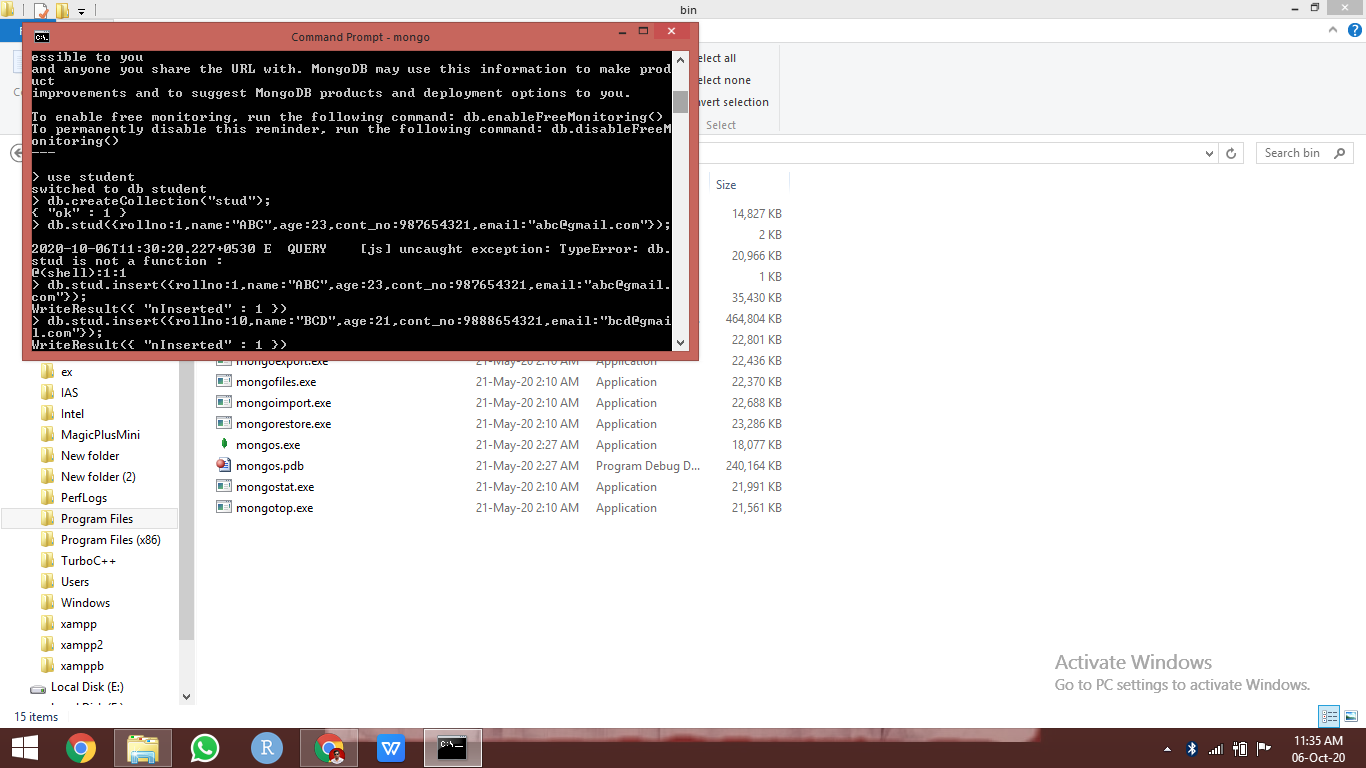 bin
Command Prompt - mongo
essible to you
and anyone you share the URL with. MongoDB may use this information to make prod
uct
improvements and to suggest MongoDB products and deployment options to you.
To enable free monitoring, run the following command: db.enableFreeMonitoring()
To permanently disable this reminder, run the following command: db.disableFreeM
onitoring()
---
> use student
switched to db student
> db.createCollection("stud");
{ "ok" : 1 }
> db.stud({rollno:1,name:"ABC",age:23,cont_no:987654321,email:"abc@gmail.com"});
2020-10-06T11:30:20.227+0530 E  QUERY    [js] uncaught exception: TypeError: db.
stud is not a function :
@(shell):1:1
> db.stud.insert({rollno:1,name:"ABC",age:23,cont_no:987654321,email:"abc@gmail.
com"});
WriteResult({ "nInserted" : 1 })
> db.stud.insert({rollno:10,name:"BCD",age:21,cont_no:9888654321,email:"bcd@gmai
l.com"});
WriteResult({ "nInserted" : 1 })
elect all
elect none
vert selection
Select
Search bin
Size
14,827 KB
2 KB
20,966 KB
1 KB
35,430 KB
464,804 KB
22,801 KB
mongoexport.exe 21-May-20 2:10 AM Application 22,436 KB
mongofiles.exe 21-May-20 2:10 AM Application 22,370 KB
mongoimport.exe 21-May-20 2:10 AM Application 22,688 KB
mongorestore.exe 21-May-20 2:10 AM Application 23,286 KB
mongos.exe 21-May-20 2:27 AM Application 18,077 KB
mongos.pdb 21-May-20 2:27 AM Program Debug D... 240,164 KB
mongostat.exe 21-May-20 2:10 AM Application 21,991 KB
mongotop.exe 21-May-20 2:10 AM Application 21,561 KB
ex
IAS
Intel
MagicPlusMini
New folder
New folder (2)
PerfLogs
Program Files
Program Files (x86)
TurboC++
Users
Windows
xampp
xampp2
xamppb
Local Disk (E:)
Activate Windows
Go to PC settings to activate Windows.
15 items
11:35 AM
06-Oct-20